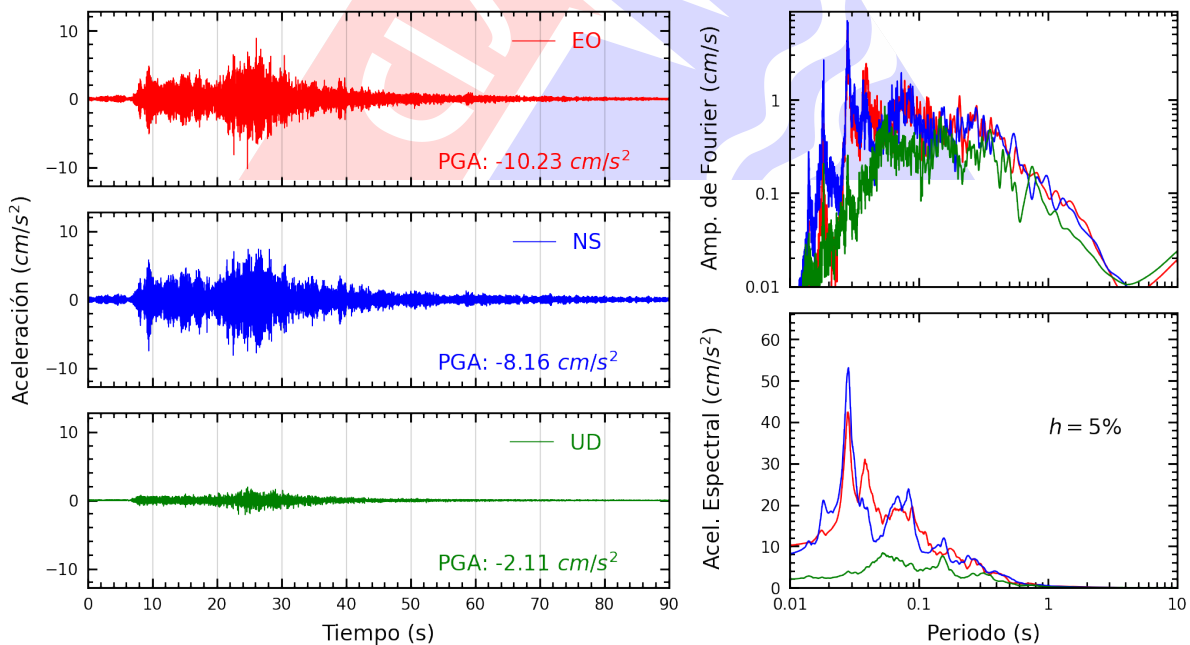 Aceleración (cm/s²)
10
0
−10
EO
PGA: -10.23 cm/s²
10
0
−10
NS
PGA: -8.16 cm/s²
10
0
−10
UD
PGA: -2.11 cm/s²
0 10 20 30 40 50 60 70 80 90
Tiempo (s)
Amp. de Fourier (cm/s)
1
0.1
0.01
Acel. Espectral (cm/s²)
60
50
40
30
20
10
0
h = 5%
0.01 0.1 1 10
Periodo (s)